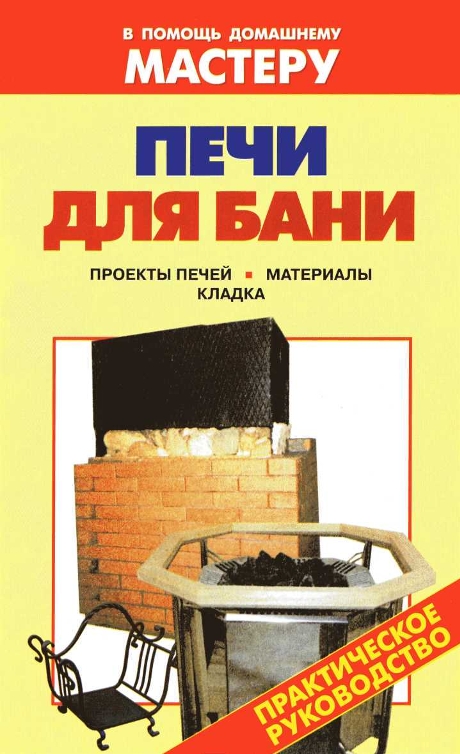 В ПОМОЩЬ ДОМАШНЕМУ
МАСТЕРУ
ПЕЧИ
ДЛЯ БАНИ
ПРОЕКТЫ ПЕЧЕЙ ▪ МАТЕРИАЛЫ
КЛАДКА
ПРАКТИЧЕСКОЕ
РУКОВОДСТВО